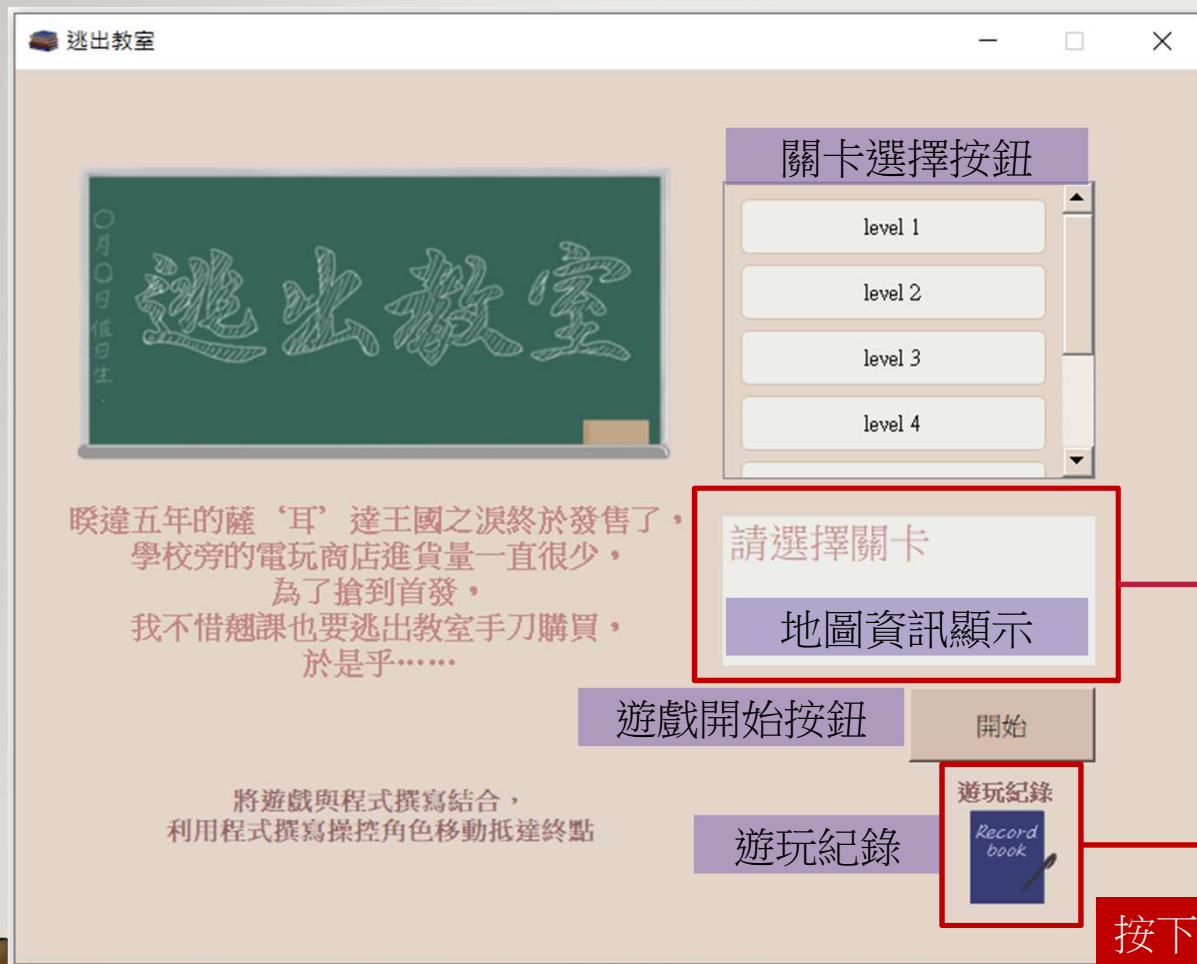 逃出教室
〇月〇日值日生：
逃出教室
關卡選擇按鈕
level 1
level 2
level 3
level 4
睽違五年的薩‘耳’達王國之淚終於發售了，
學校旁的電玩商店進貨量一直很少，
為了搶到首發，
我不惜翹課也要逃出教室手刀購買，
於是乎……
請選擇關卡
地圖資訊顯示
遊戲開始按鈕
開始
將遊戲與程式撰寫結合，
利用程式撰寫操控角色移動抵達終點
遊玩紀錄
遊玩紀錄
Record
book
按下